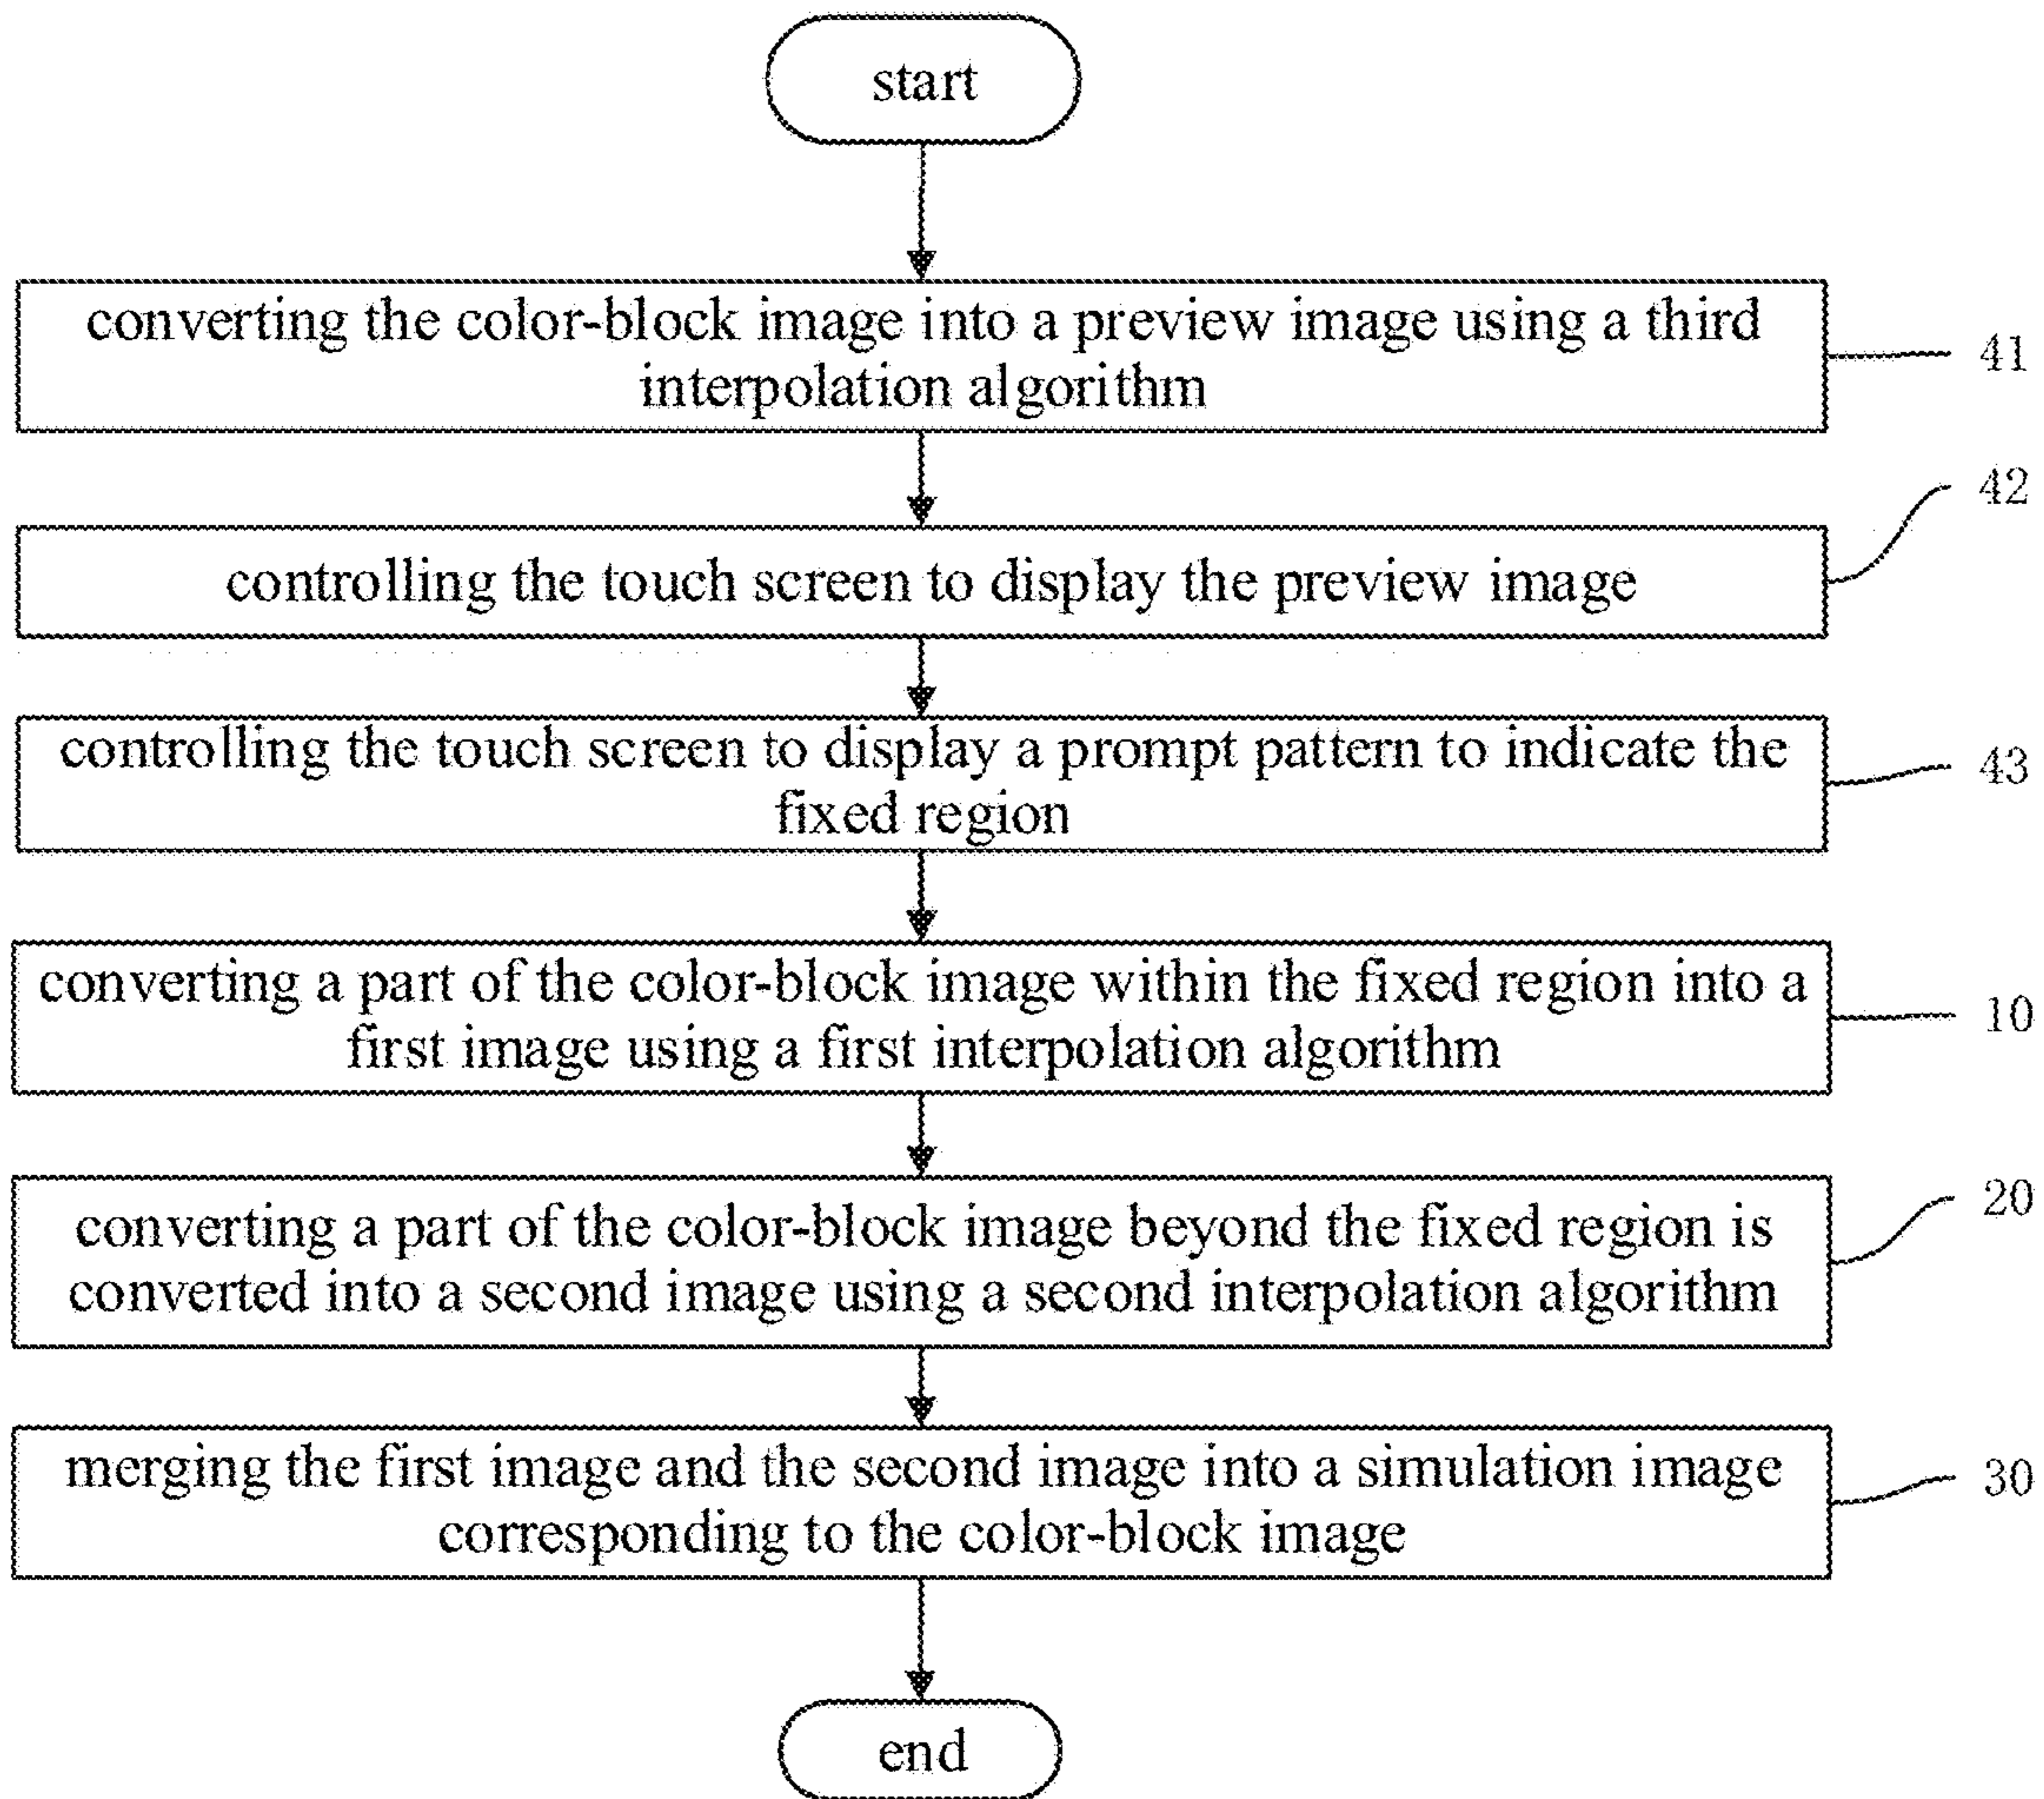 start
converting the color-block image into a preview image using a third
interpolation algorithm
41
42
controlling the touch screen to display the preview image
controlling the touch screen to display a prompt pattern to indicate the
fixed region
43
converting a part of the color-block image within the fixed region into a
first image using a first interpolation algorithm
10
20
converting a part of the color-block image beyond the fixed region is
converted into a second image using a second interpolation algorithm
merging the first image and the second image into a simulation image
corresponding to the color-block image
30
end